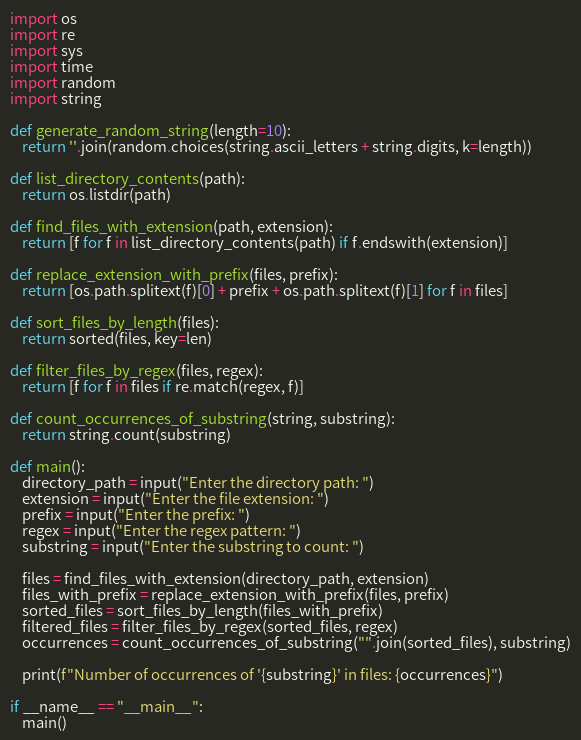 import os
import re
import sys
import time
import random
import string

def generate_random_string(length=10):
    return ''.join(random.choices(string.ascii_letters + string.digits, k=length))

def list_directory_contents(path):
    return os.listdir(path)

def find_files_with_extension(path, extension):
    return [f for f in list_directory_contents(path) if f.endswith(extension)]

def replace_extension_with_prefix(files, prefix):
    return [os.path.splitext(f)[0] + prefix + os.path.splitext(f)[1] for f in files]

def sort_files_by_length(files):
    return sorted(files, key=len)

def filter_files_by_regex(files, regex):
    return [f for f in files if re.match(regex, f)]

def count_occurrences_of_substring(string, substring):
    return string.count(substring)

def main():
    directory_path = input("Enter the directory path: ")
    extension = input("Enter the file extension: ")
    prefix = input("Enter the prefix: ")
    regex = input("Enter the regex pattern: ")
    substring = input("Enter the substring to count: ")

    files = find_files_with_extension(directory_path, extension)
    files_with_prefix = replace_extension_with_prefix(files, prefix)
    sorted_files = sort_files_by_length(files_with_prefix)
    filtered_files = filter_files_by_regex(sorted_files, regex)
    occurrences = count_occurrences_of_substring("".join(sorted_files), substring)

    print(f"Number of occurrences of '{substring}' in files: {occurrences}")

if __name__ == "__main__":
    main()